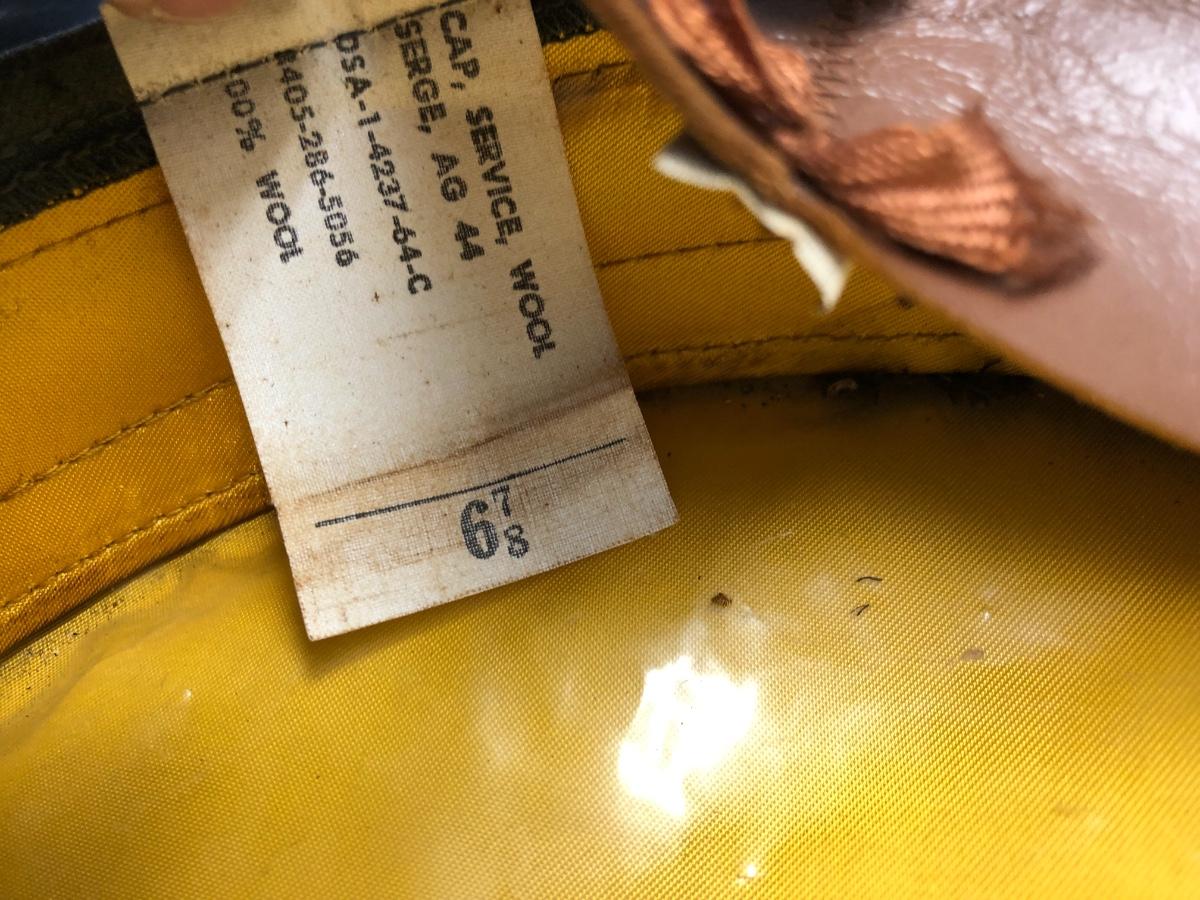 CAP, SERVICE, WOOL
SERGE, AG 44
DSA-1-4237-64-C
8405-286-5056
100% WOOL
6 7/8